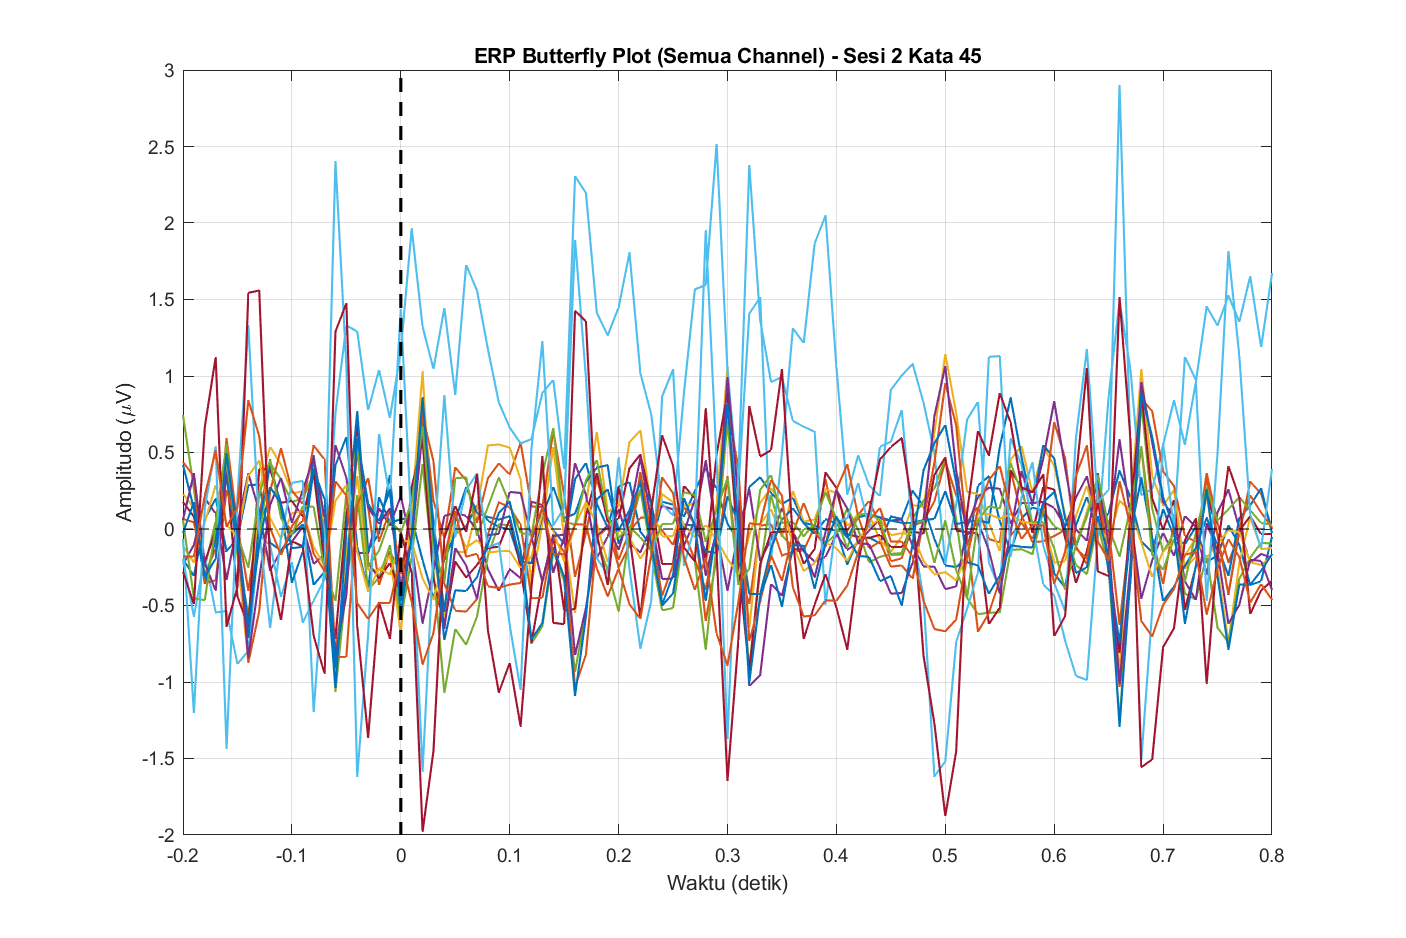 ERP Butterfly Plot (Semua Channel) - Sesi 2 Kata 45
3
2.5
2
1.5
1
0.5
0
-0.5
-1
-1.5
-2
Amplitudo (μV)
-0.2 -0.1 0 0.1 0.2 0.3 0.4 0.5 0.6 0.7 0.8
Waktu (detik)